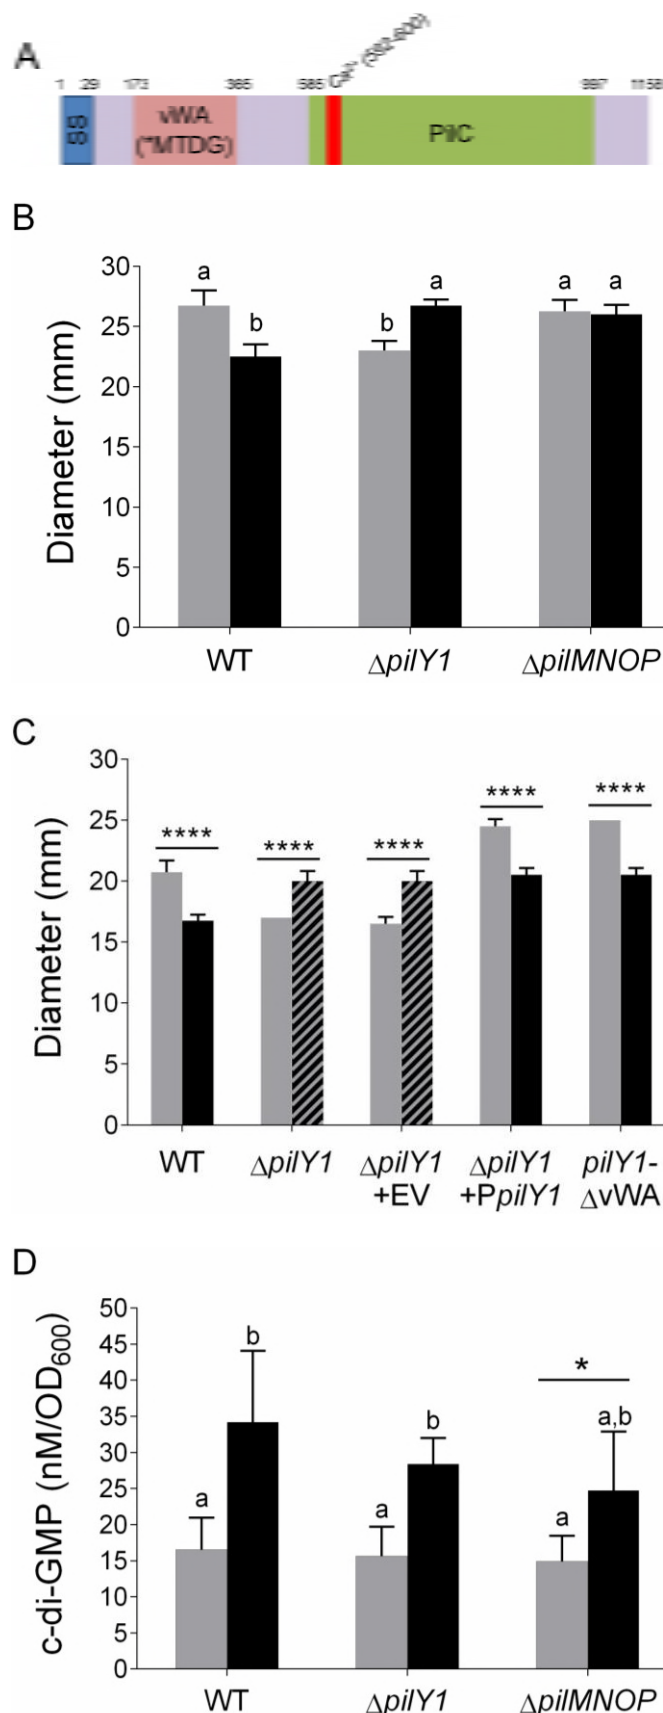 A
Ca²⁺ (592-600)
1 29 173 365 585 997 1158
SS
vWA
(*MTDG)
PilC
B
Diameter (mm)
30
25
20
15
10
5
0
a b b a a a
WT ΔpilY1 ΔpilMNOP
C
Diameter (mm)
30
25
20
15
10
5
0
**** **** **** **** ****
WT ΔpilY1 ΔpilY1 ΔpilY1 pilY1-
+EV +PpilY1 ΔvWA
D
c-di-GMP (nM/OD₆₀₀)
50
45
40
35
30
25
20
15
10
5
0
a b a b a a,b
*
WT ΔpilY1 ΔpilMNOP